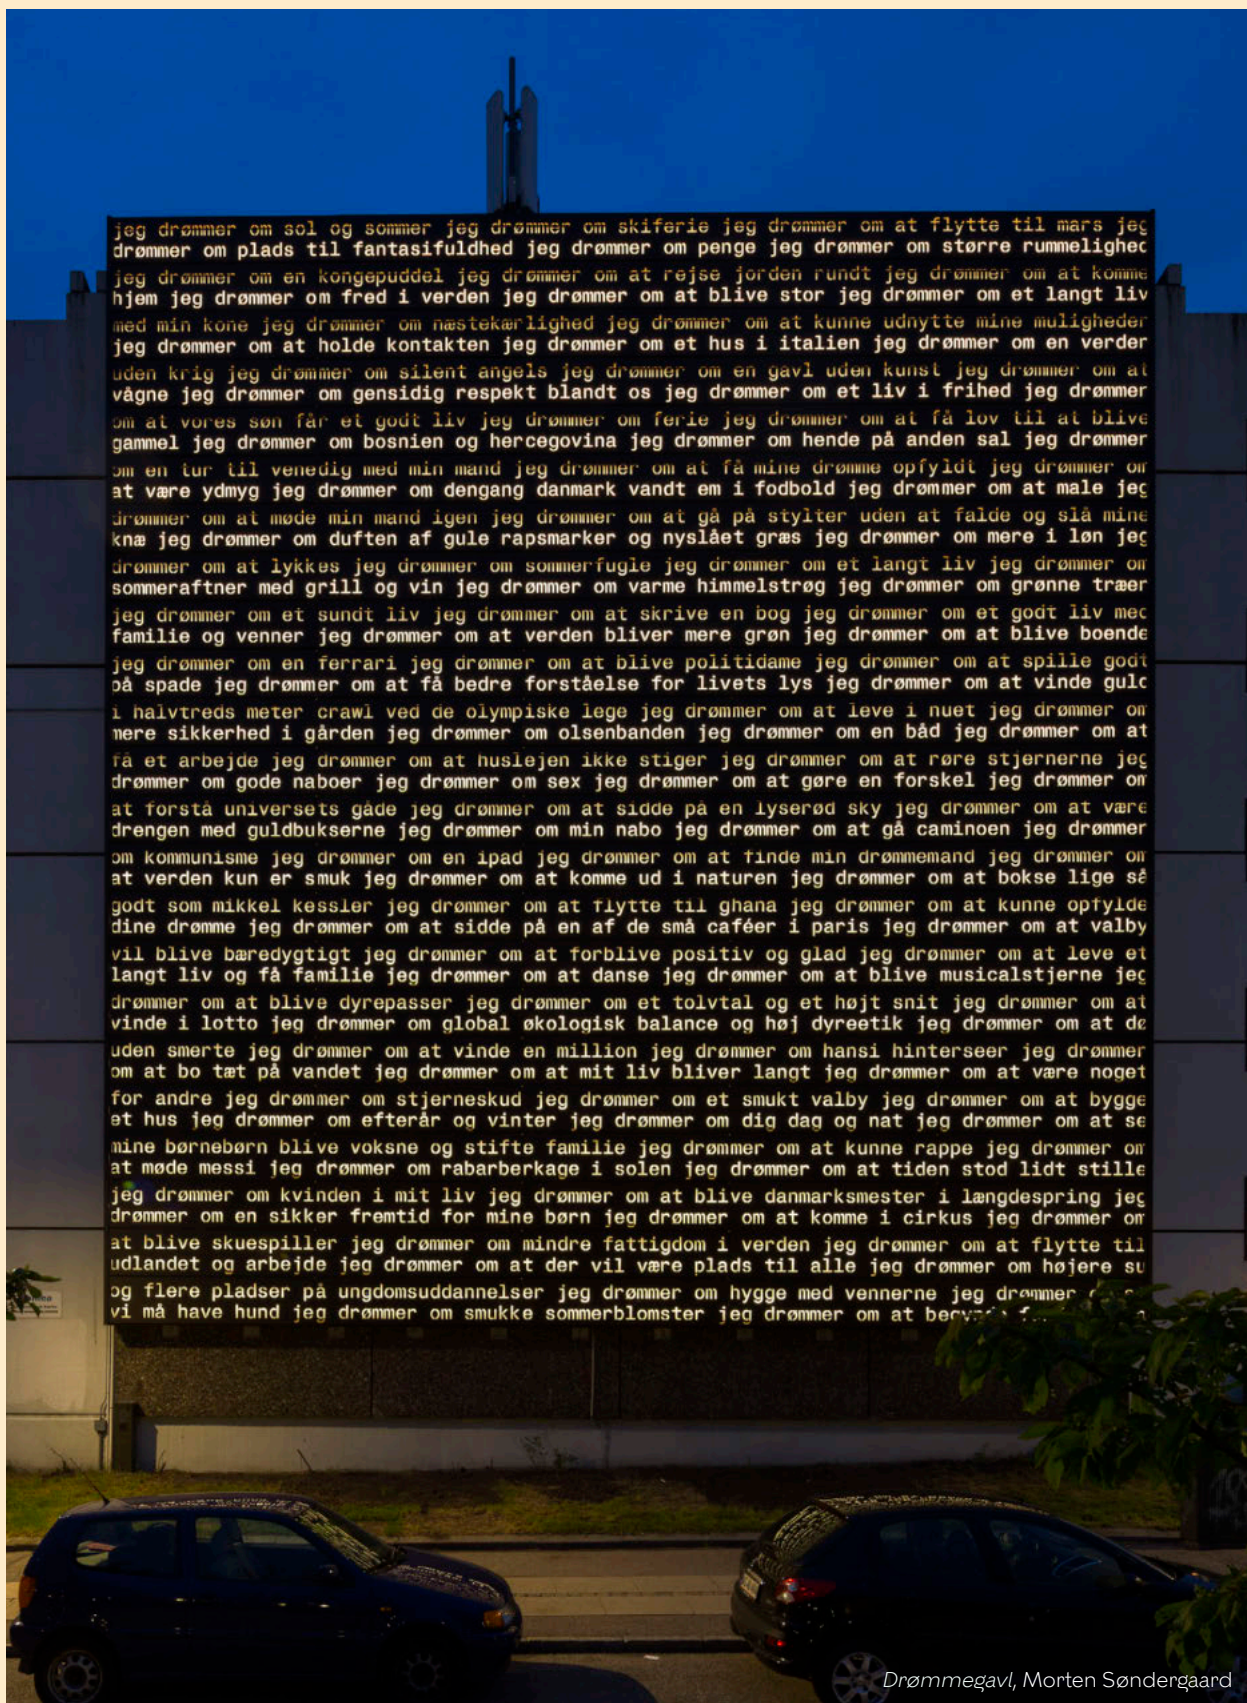 jeg drømmer om sol og sommer jeg drømmer om skiferie jeg drømmer om at flytte til mars jeg
drømmer om plads til fantasifuldhed jeg drømmer om penge jeg drømmer om større rummelighed
jeg drømmer om en kongepuddel jeg drømmer om at rejse jorden rundt jeg drømmer om at komme
hjem jeg drømmer om fred i verden jeg drømmer om at blive stor jeg drømmer om et langt liv
med min kone jeg drømmer om næstekærlighed jeg drømmer om at kunne udnytte mine muligheder
jeg drømmer om at holde kontakten jeg drømmer om et hus i italien jeg drømmer om en verden
uden krig jeg drømmer om silent angels jeg drømmer om en gavl uden kunst jeg drømmer om at
vågne jeg drømmer om gensidig respekt blandt os jeg drømmer om et liv i frihed jeg drømmer
om at vores søn får et godt liv jeg drømmer om ferie jeg drømmer om at få lov til at blive
gammel jeg drømmer om bosnien og hercegovina jeg drømmer om hende på anden sal jeg drømmer
om en tur til venedig med min mand jeg drømmer om at få mine drømme opfyldt jeg drømmer om
at være ydmyg jeg drømmer om dengang danmark vandt em i fodbold jeg drømmer om at male jeg
drømmer om at møde min mand igen jeg drømmer om at gå på stylter uden at falde og slå mine
knæ jeg drømmer om duften af gule rapsmarker og nyslået græs jeg drømmer om mere i løn jeg
drømmer om at lykkes jeg drømmer om sommerfugle jeg drømmer om et langt liv jeg drømmer om
sommeraftner med grill og vin jeg drømmer om varme himmelstrøg jeg drømmer om grønne træer
jeg drømmer om et sundt liv jeg drømmer om at skrive en bog jeg drømmer om et godt liv med
familie og venner jeg drømmer om at verden bliver mere grøn jeg drømmer om at blive boende
jeg drømmer om en ferrari jeg drømmer om at blive politidame jeg drømmer om at spille godt
på spade jeg drømmer om at få bedre forståelse for livets lys jeg drømmer om at vinde guld
i halvtreds meter crawl ved de olympiske lege jeg drømmer om at leve i nuet jeg drømmer om
mere sikkerhed i gården jeg drømmer om olsenbanden jeg drømmer om en båd jeg drømmer om at
få et arbejde jeg drømmer om at huslejen ikke stiger jeg drømmer om at røre stjernerne jeg
drømmer om gode naboer jeg drømmer om sex jeg drømmer om at gøre en forskel jeg drømmer om
at forstå universets gåde jeg drømmer om at sidde på en lyserød sky jeg drømmer om at være
drengen med guldbukserne jeg drømmer om min nabo jeg drømmer om at gå caminoen jeg drømmer
om kommunisme jeg drømmer om en ipad jeg drømmer om at finde min drømmemand jeg drømmer om
at verden kun er smuk jeg drømmer om at komme ud i naturen jeg drømmer om at bokse lige så
godt som mikkel kessler jeg drømmer om at flytte til ghana jeg drømmer om at kunne opfylde
dine drømme jeg drømmer om at sidde på en af de små caféer i paris jeg drømmer om at valby
vil blive bæredygtigt jeg drømmer om at forblive positiv og glad jeg drømmer om at leve et
langt liv og få familie jeg drømmer om at danse jeg drømmer om at blive musicalstjerne jeg
drømmer om at blive dyrepasser jeg drømmer om et tolvtal og et højt snit jeg drømmer om at
vinde i lotto jeg drømmer om global økologisk balance og høj dyreetik jeg drømmer om at dø
uden smerte jeg drømmer om at vinde en million jeg drømmer om hansi hinterseer jeg drømmer
om at bo tæt på vandet jeg drømmer om at mit liv bliver langt jeg drømmer om at være noget
for andre jeg drømmer om stjerneskud jeg drømmer om et smukt valby jeg drømmer om at bygge
et hus jeg drømmer om efterår og vinter jeg drømmer om dig dag og nat jeg drømmer om at se
mine børnebørn blive voksne og stifte familie jeg drømmer om at kunne rappe jeg drømmer om
at møde messi jeg drømmer om rabarberkage i solen jeg drømmer om at tiden stod lidt stille
jeg drømmer om kvinden i mit liv jeg drømmer om at blive danmarksmester i længdespring jeg
drømmer om en sikker fremtid for mine børn jeg drømmer om at komme i cirkus jeg drømmer om
at blive skuespiller jeg drømmer om mindre fattigdom i verden jeg drømmer om at flytte til
udlandet og arbejde jeg drømmer om at der vil være plads til alle jeg drømmer om højere su
og flere pladser på ungdomsuddannelser jeg drømmer om hygge med vennerne jeg drømmer
vi må have hund jeg drømmer om smukke sommerblomster jeg drømmer om at
Drømmegavl, Morten Søndergaard